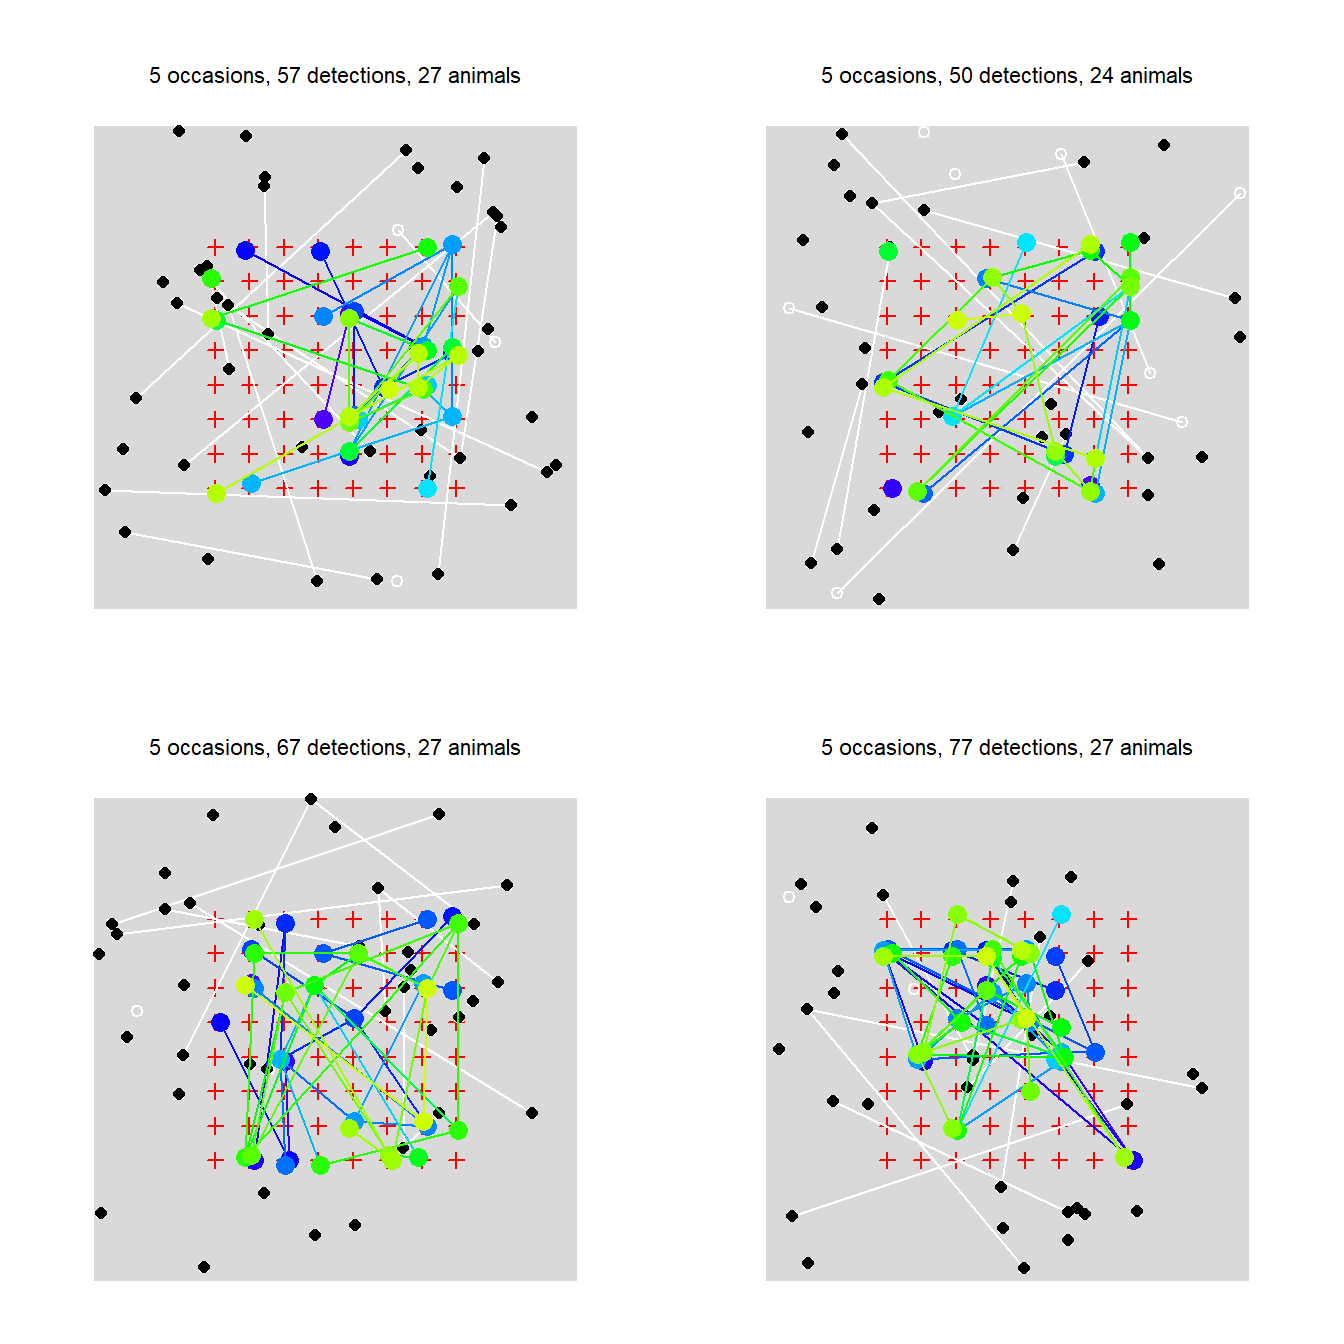 5 occasions, 57 detections, 27 animals
5 occasions, 50 detections, 24 animals
5 occasions, 67 detections, 27 animals
5 occasions, 77 detections, 27 animals